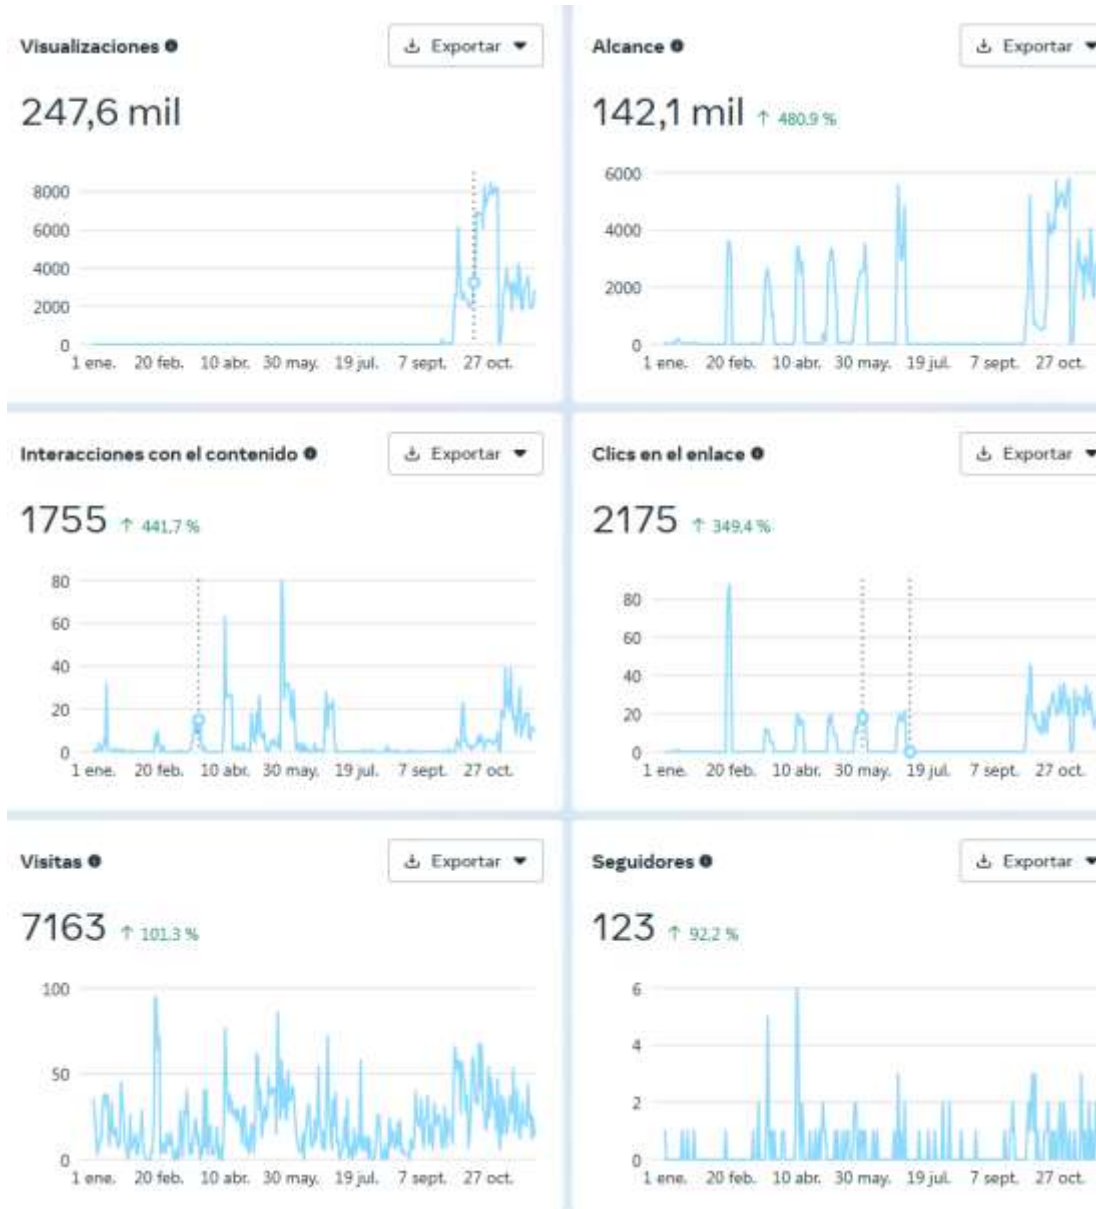 Visualizaciones
Exportar
247,6 mil
8000
6000
4000
2000
0
1 ene. 20 feb. 10 abr. 30 may. 19 jul. 7 sept. 27 oct.
Alcance
Exportar
142,1 mil ↑ 480.9 %
6000
4000
2000
0
1 ene. 20 feb. 10 abr. 30 may. 19 jul. 7 sept. 27 oct.
Interacciones con el contenido
Exportar
1755 ↑ 441,7 %
80
60
40
20
0
1 ene. 20 feb. 10 abr. 30 may. 19 jul. 7 sept. 27 oct.
Clics en el enlace
Exportar
2175 ↑ 349,4 %
80
60
40
20
0
1 ene. 20 feb. 10 abr. 30 may. 19 jul. 7 sept. 27 oct.
Visitas
Exportar
7163 ↑ 101,3 %
100
50
0
1 ene. 20 feb. 10 abr. 30 may. 19 jul. 7 sept. 27 oct.
Seguidores
Exportar
123 ↑ 92,2 %
6
4
2
0
1 ene. 20 feb. 10 abr. 30 may. 19 jul. 7 sept. 27 oct.